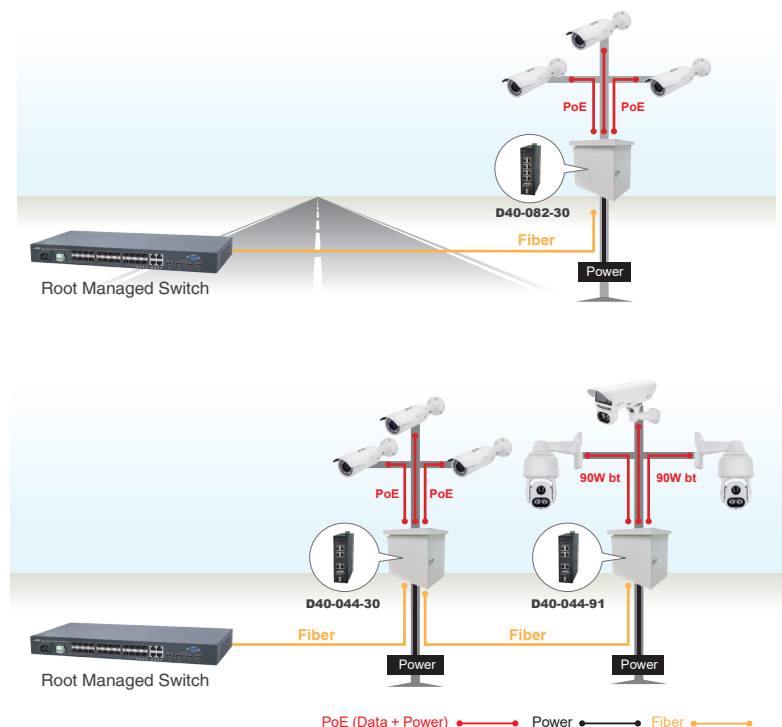 PoE
PoE
D40-082-30
Fiber
Power
Root Managed Switch
PoE
PoE
90W bt
90W bt
D40-044-30
D40-044-91
Fiber
Fiber
Power
Power
Root Managed Switch
PoE (Data + Power)
Power
Fiber